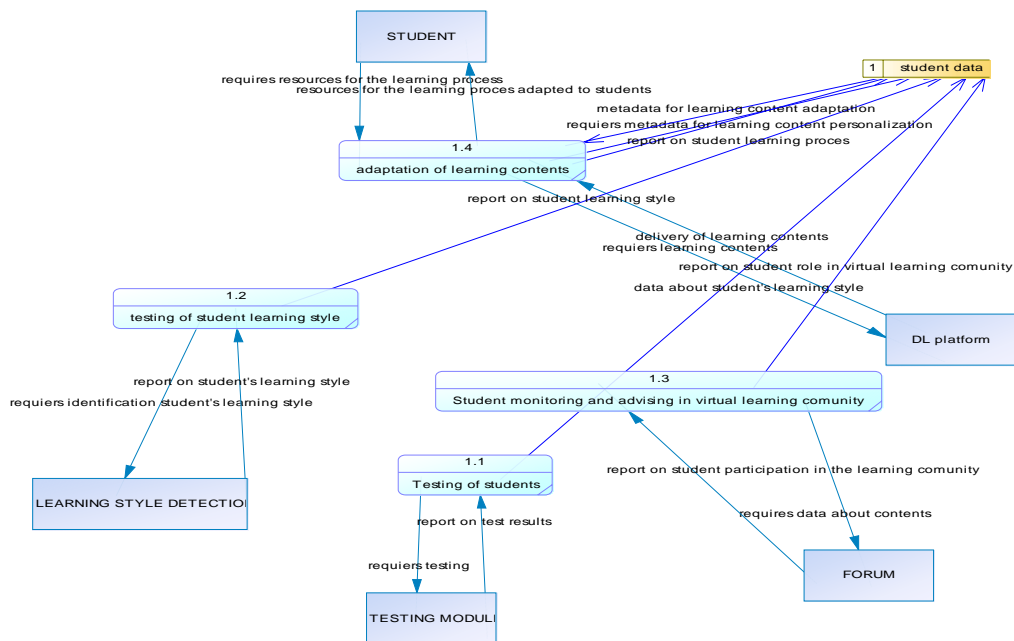 STUDENT
1 student data
requires resources for the learning process
resources for the learning proces adapted to students
metadata for learning content adaptation
requiers metadata for learning content personalization
report on student learning proces
1.4
adaptation of learning contents
report on student learning style
delivery of learning contents
requiers learning contents
report on student role in virtual learning comunity
data about student's learning style
1.2
testing of student learning style
DL platform
1.3
Student monitoring and advising in virtual learning comunity
report on student's learning style
requiers identification student's learning style
1.1
Testing of students
report on student participation in the learning comunity
LEARNING STYLE DETECTIO
report on test results
requires data about contents
requiers testing
FORUM
TESTING MODUL